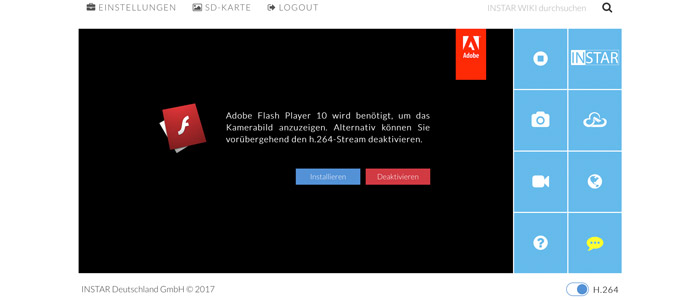 EINSTELLUNGEN SD-KARTE LOGOUT INSTAR WIKI durchsuchen
Adobe
INSTAR
Adobe Flash Player 10 wird benötigt, um das
Kamerabild anzuzeigen. Alternativ können Sie
vorübergehend den h.264-Stream deaktivieren.
Installieren Deaktivieren
INSTAR Deutschland GmbH © 2017 H.264